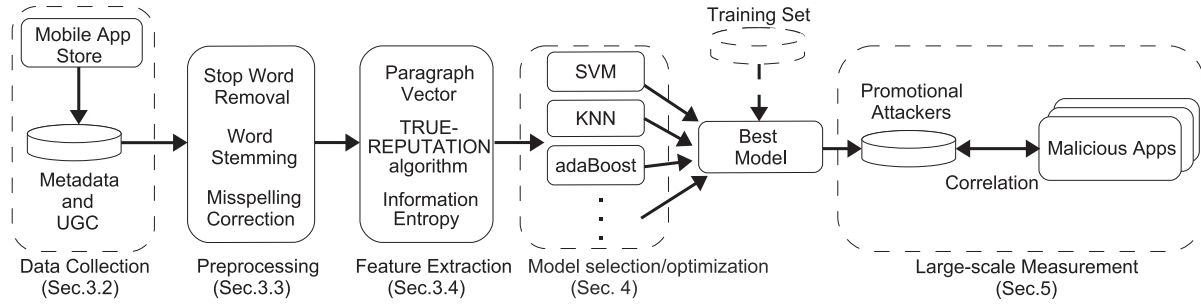 Mobile App
Store
Metadata
and
UGC
Data Collection
(Sec.3.2)
Stop Word
Removal
Word
Stemming
Misspelling
Correction
Preprocessing
(Sec.3.3)
Paragraph
Vector
TRUE-
REPUTATION
algorithm
Information
Entropy
Feature Extraction
(Sec.3.4)
SVM
KNN
adaBoost
Model selection/optimization
(Sec. 4)
Training Set
Best
Model
Promotional
Attackers
Correlation
Malicious Apps
Large-scale Measurement
(Sec.5)